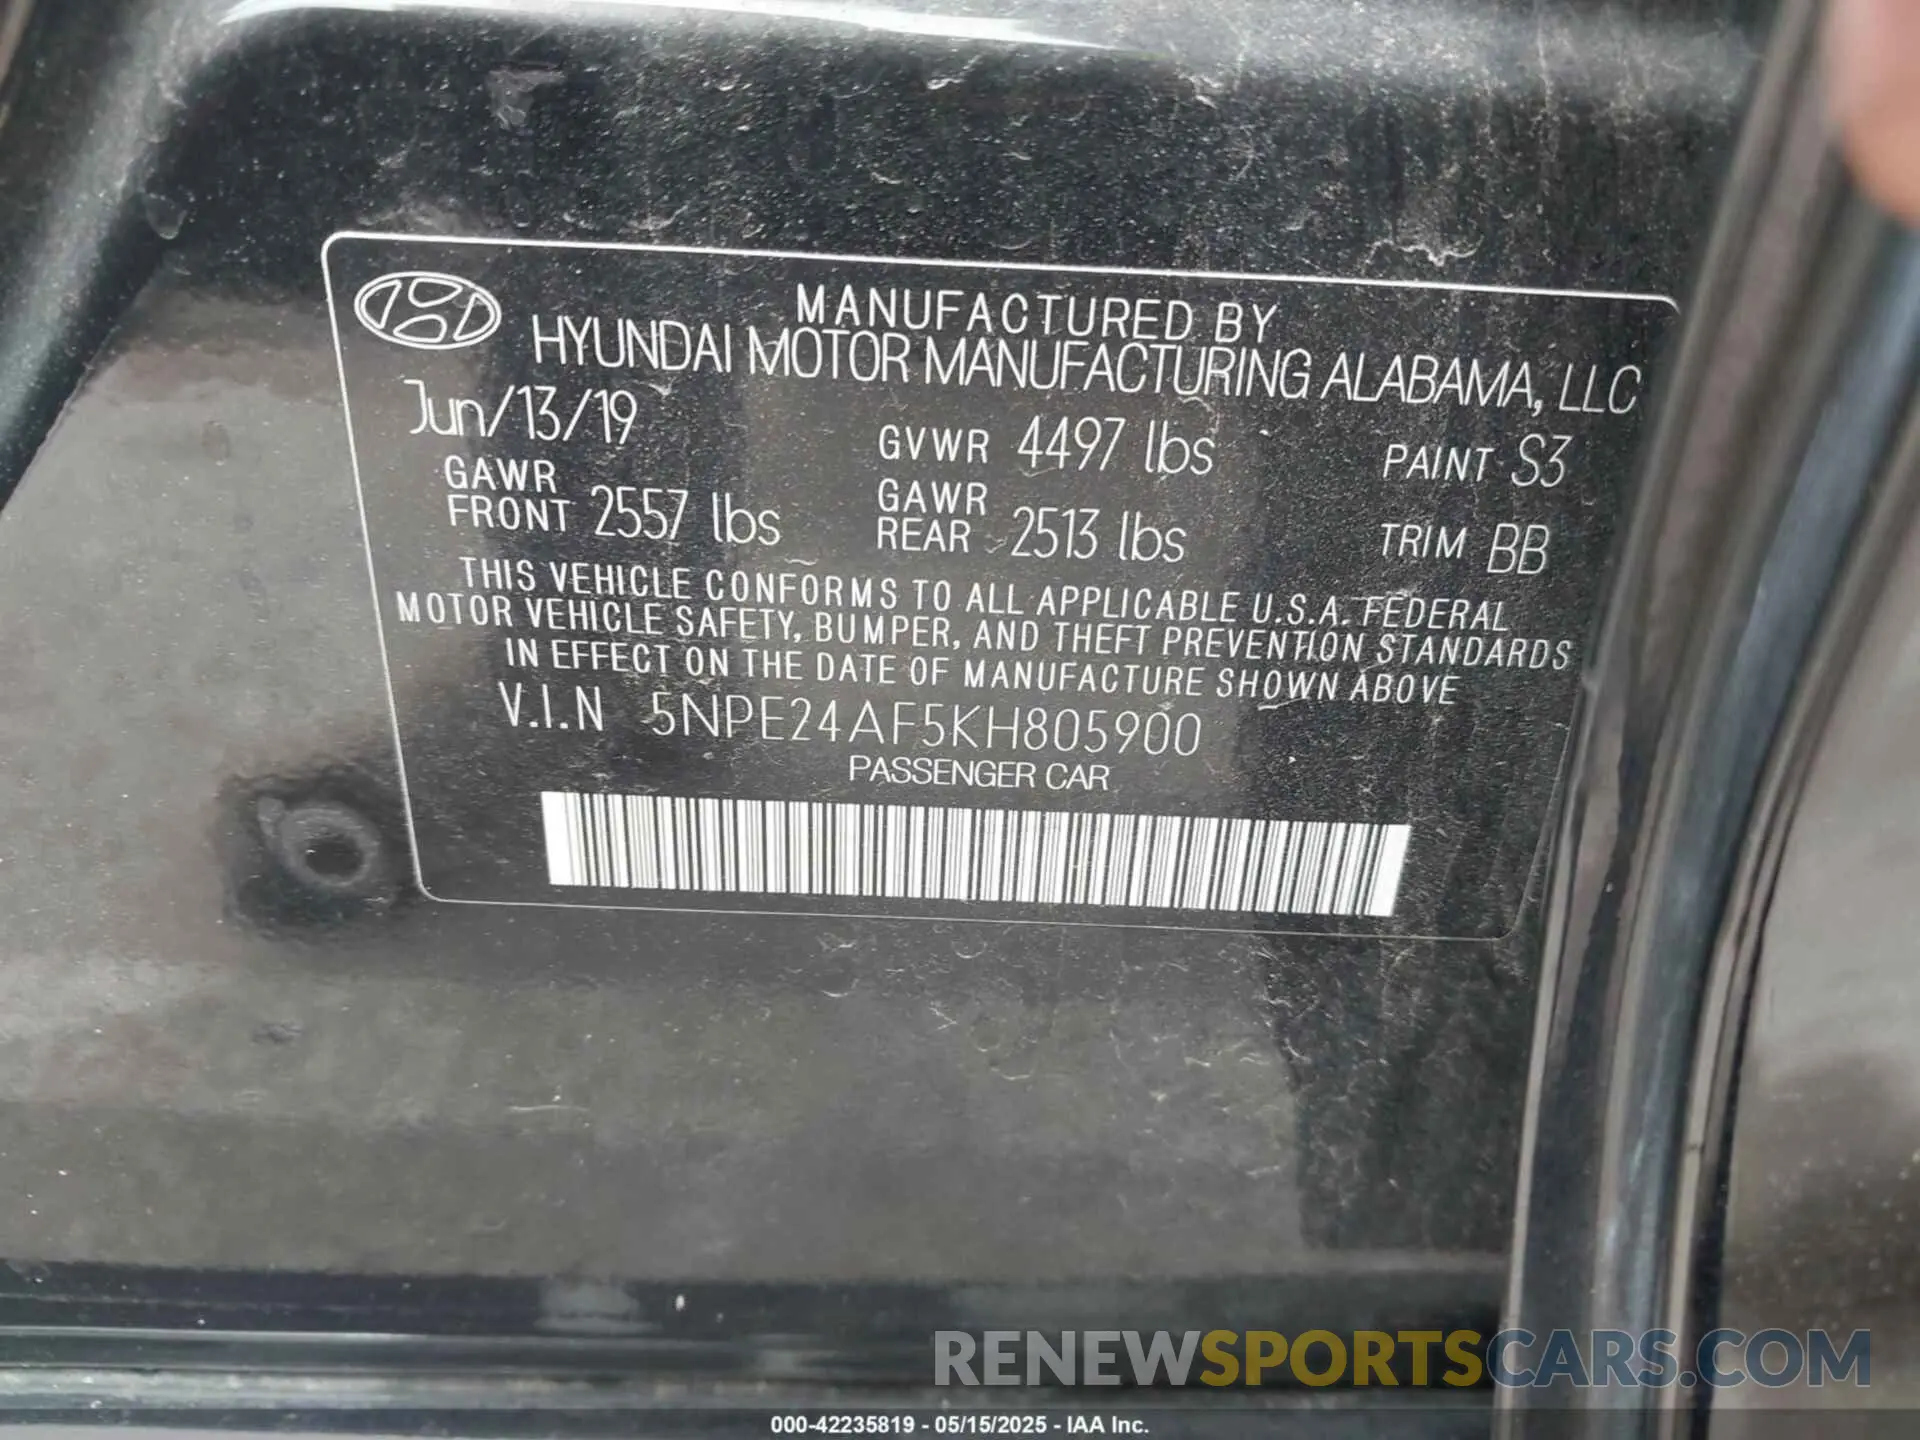 MANUFACTURED BY
HYUNDAI MOTOR MANUFACTURING ALABAMA, LLC
Jun/13/19 GVWR 4497 lbs PAINT S3
GAWR FRONT 2557 lbs GAWR REAR 2513 lbs TRIM BB
THIS VEHICLE CONFORMS TO ALL APPLICABLE U.S.A. FEDERAL
MOTOR VEHICLE SAFETY, BUMPER, AND THEFT PREVENTION STANDARDS
IN EFFECT ON THE DATE OF MANUFACTURE SHOWN ABOVE
V.I.N 5NPE24AF5KH805900
PASSENGER CAR
RENEWSPORTSCARS.COM
000-42235819 - 05/15/2025 - IAA Inc.